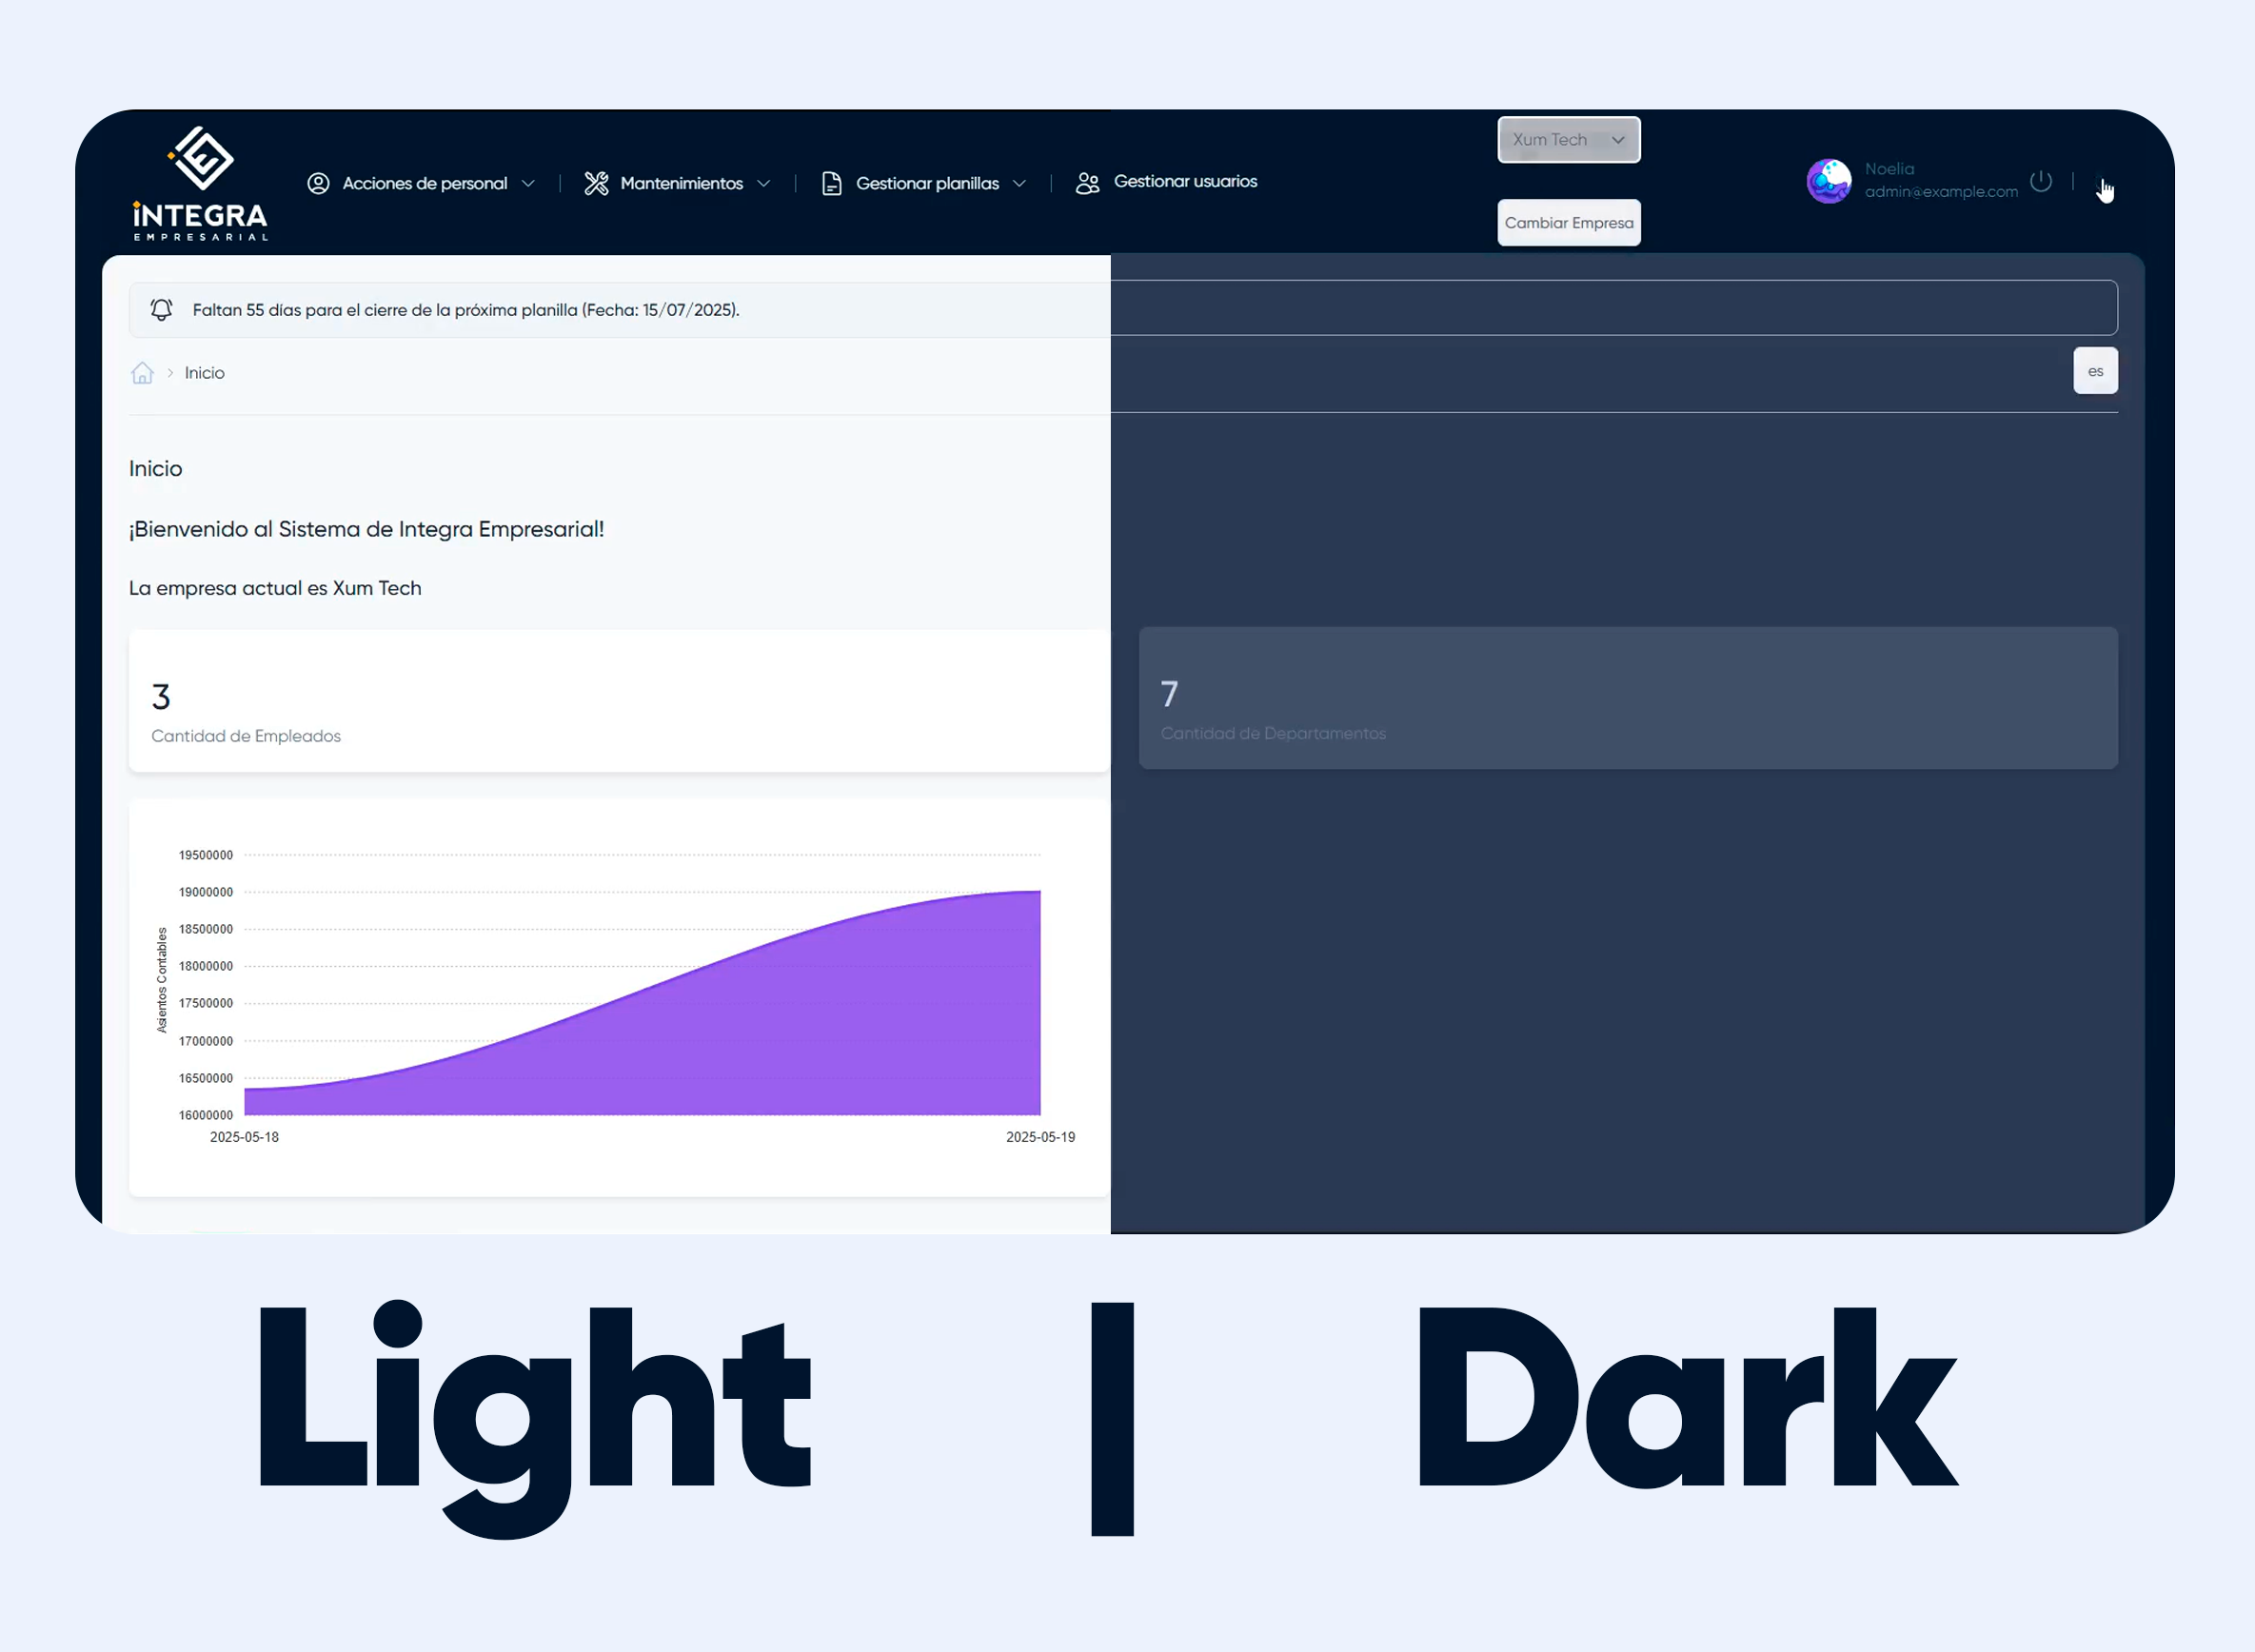 iNTEGRA
EMPRESARIAL
Acciones de personal
Mantenimientos
Gestionar planillas
Gestionar usuarios
Xum Tech
Cambiar Empresa
Noelia
admin@example.com
Faltan 55 días para el cierre de la próxima planilla (Fecha: 15/07/2025).
Inicio
es
Inicio
¡Bienvenido al Sistema de Integra Empresarial!
La empresa actual es Xum Tech
3
Cantidad de Empleados
7
Cantidad de Departamentos
Asientos Contables
19500000
19000000
18500000
18000000
17500000
17000000
16500000
16000000
2025-05-18
2025-05-19
Light | Dark